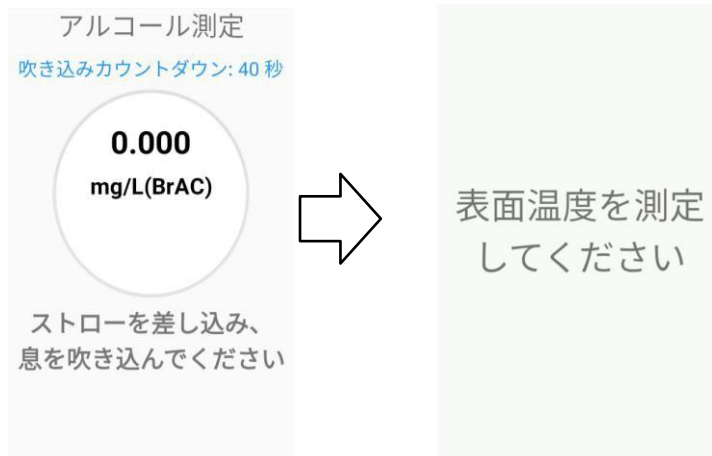 アルコール測定
吹き込みカウントダウン: 40 秒
0.000
mg/L(BrAC)
ストローを差し込み、
息を吹き込んでください
表面温度を測定
してください